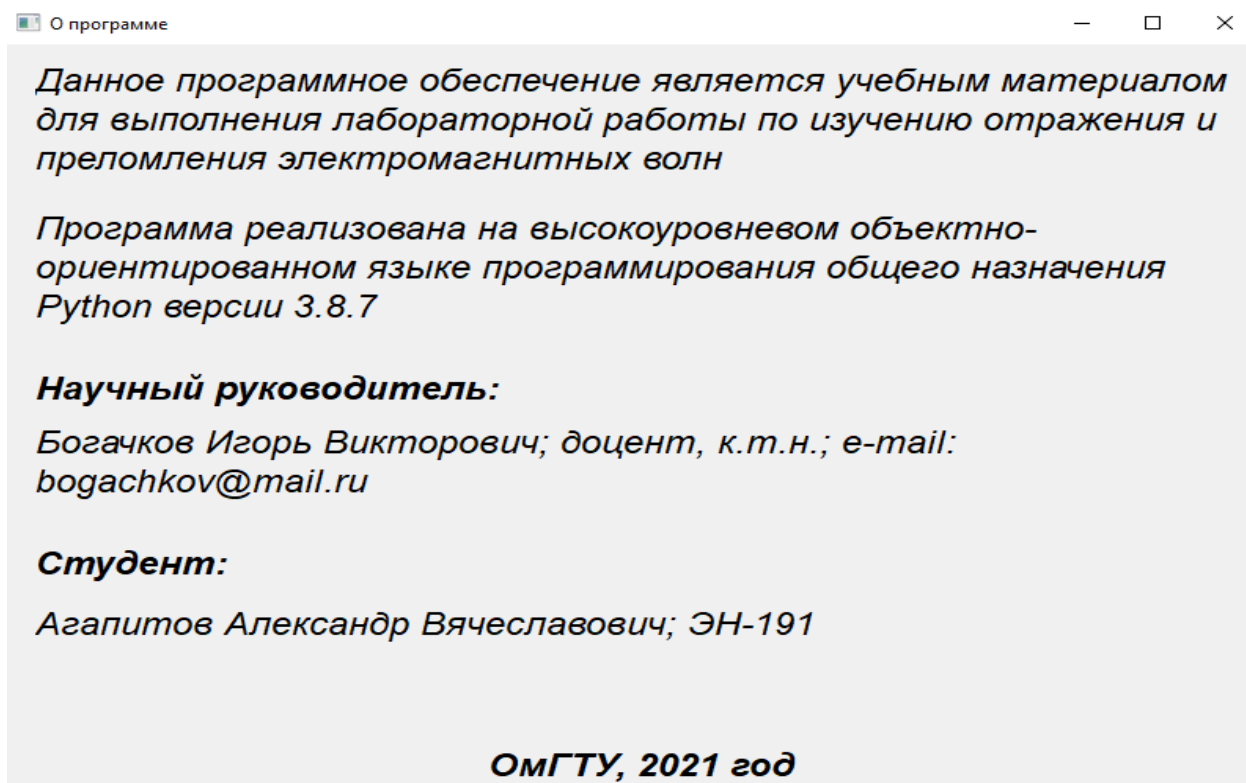 О программе
Данное программное обеспечение является учебным материалом
для выполнения лабораторной работы по изучению отражения и
преломления электромагнитных волн
Программа реализована на высокоуровневом объектно-
ориентированном языке программирования общего назначения
Python версии 3.8.7
Научный руководитель:
Богачков Игорь Викторович; доцент, к.т.н.; e-mail:
bogachkov@mail.ru
Студент:
Агапитов Александр Вячеславович; ЭН-191
ОмГТУ, 2021 год